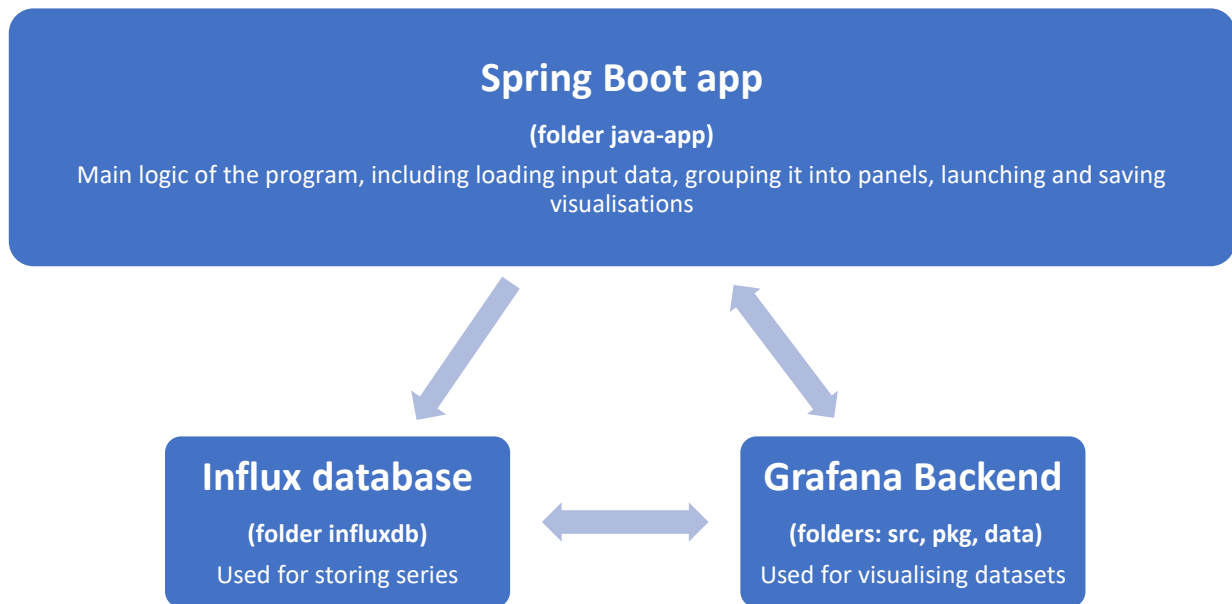 Spring Boot app
(folder java-app)
Main logic of the program, including loading input data, grouping it into panels, launching and saving
visualisations
Influx database
(folder influxdb)
Used for storing series
Grafana Backend
(folders: src, pkg, data)
Used for visualising datasets